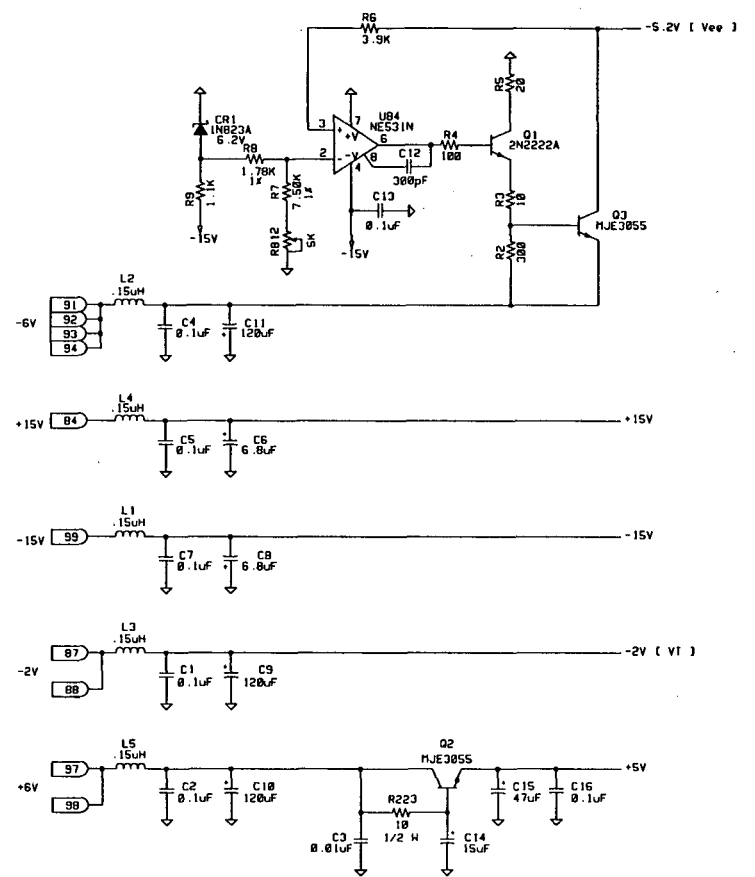 R6
3.9K
-5.2V [ Vee ]
R5
20
CR1
1N823A
6.2V
U84
NE531N
3
+
7
+V
6
2
-
-V
8
4
R4
100
Q1
2N2222A
R8
1.78K
1%
C12
300pF
R9
1.1K
-15V
R7
7.50K
1%
R812
5K
C13
0.1uF
-15V
R3
10
R2
300
Q3
MJE3055
L2
.15uH
-6V
91
92
93
94
C4
0.1uF
C11
+ 120uF
L4
.15uH
+15V
84
+15V
C5
0.1uF
+
C6
6.8uF
L1
.15uH
-15V
99
-15V
C7
0.1uF
C8
+ 6.8uF
L3
.15uH
-2V
87
88
-2V [ VT ]
C1
0.1uF
C9
+ 120uF
L5
.15uH
+6V
97
98
Q2
MJE3055
+5V
C2
0.1uF
+
C10
120uF
R223
10
1/2 W
C3
0.01uF
+
C14
15uF
+
C15
47uF
C16
0.1uF